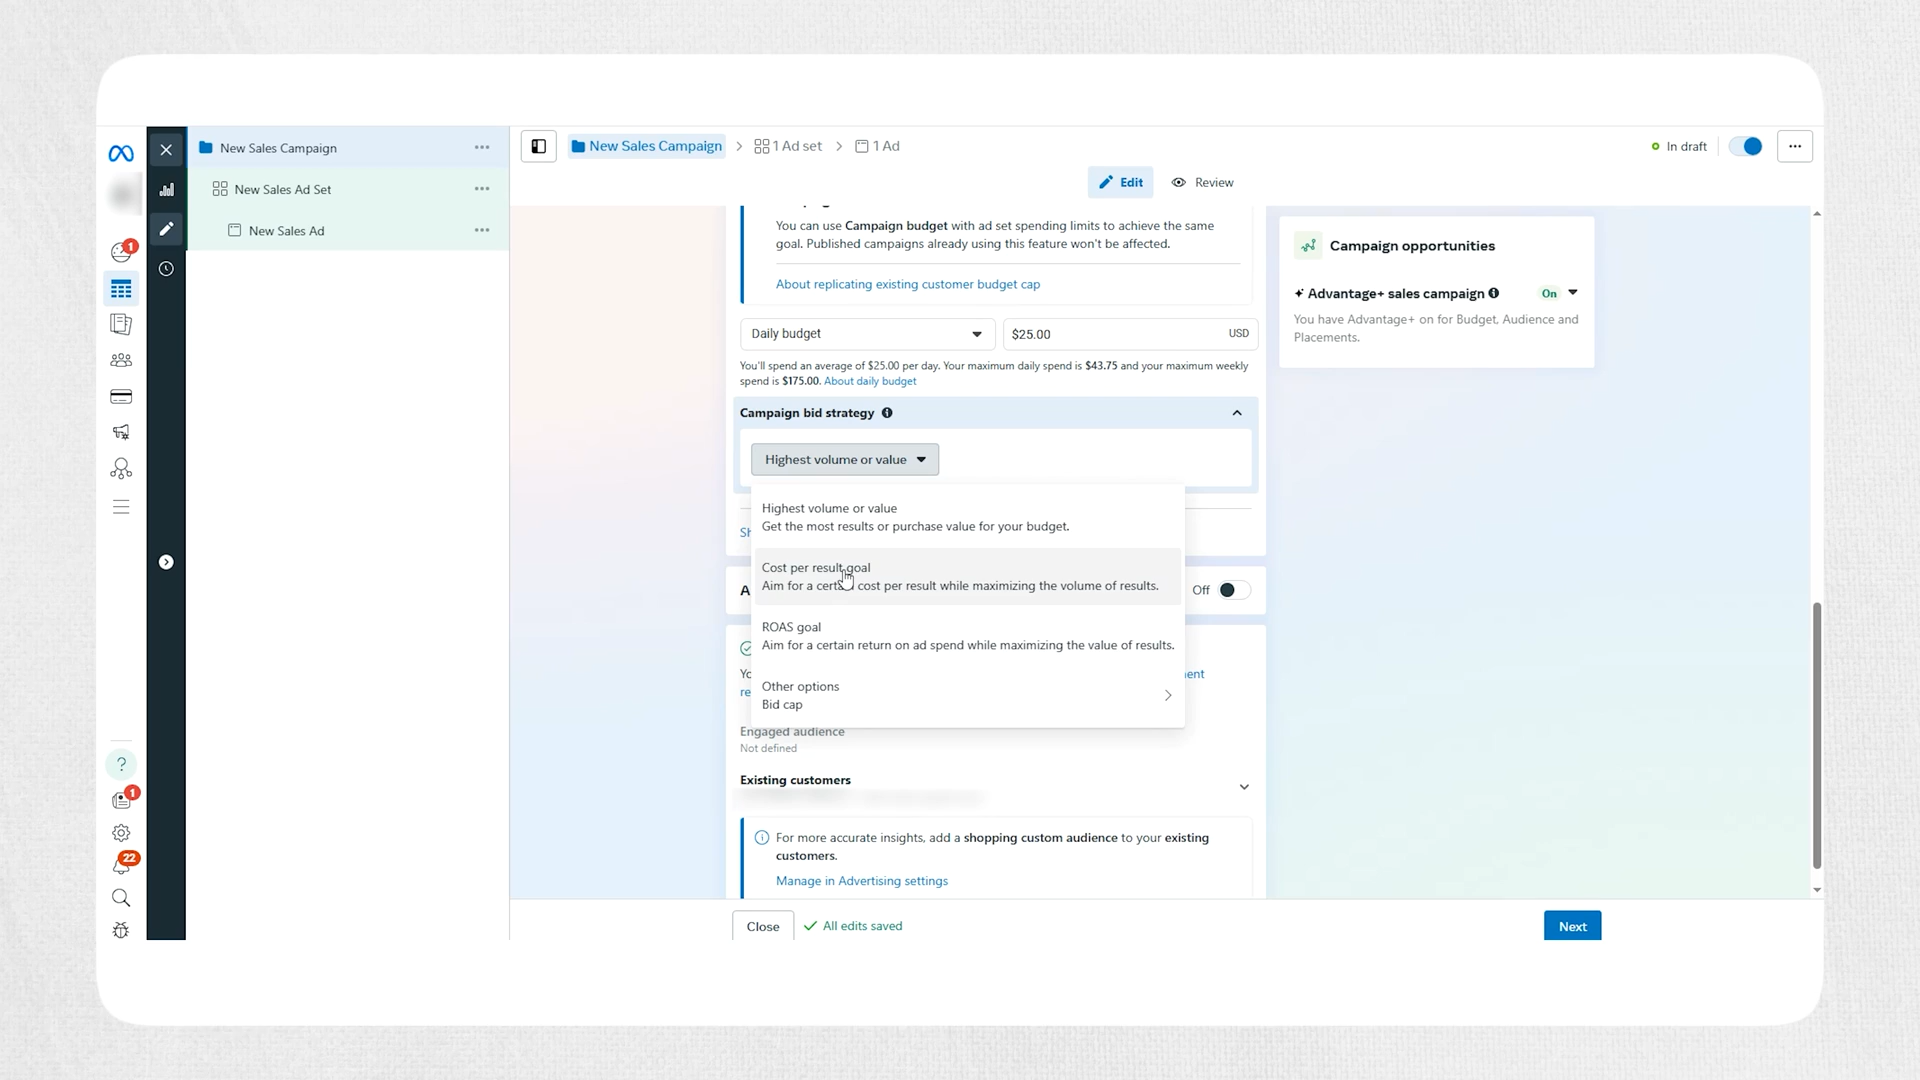 New Sales Campaign
New Sales Ad Set
New Sales Ad
New Sales Campaign
1 Ad set
1 Ad
In draft
Edit
Review
You can use Campaign budget with ad set spending limits to achieve the same
goal. Published campaigns already using this feature won't be affected.
About replicating existing customer budget cap
Daily budget
$25.00
USD
You'll spend an average of $25.00 per day. Your maximum daily spend is $43.75 and your maximum weekly
spend is $175.00. About daily budget
Campaign bid strategy
Highest volume or value
Highest volume or value
Get the most results or purchase value for your budget.
Cost per result goal
Aim for a certain cost per result while maximizing the volume of results.
Off
ROAS goal
Aim for a certain return on ad spend while maximizing the value of results.
Other options
Bid cap
Engaged audience
Not defined
Existing customers
For more accurate insights, add a shopping custom audience to your existing
customers.
Manage in Advertising settings
Close
All edits saved
Next
Campaign opportunities
Advantage+ sales campaign
On
You have Advantage+ on for Budget, Audience and
Placements.
1
?
1
22